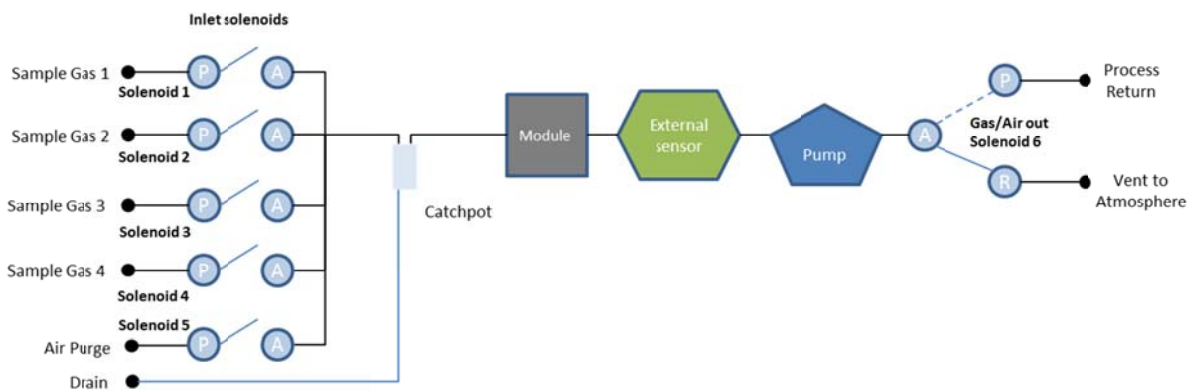 Inlet solenoids
Sample Gas 1
P
A
Solenoid 1
Sample Gas 2
P
A
Solenoid 2
Sample Gas 3
P
A
Solenoid 3
Sample Gas 4
P
A
Solenoid 4
Solenoid 5
Air Purge
P
A
Drain
Catchpot
Module
External
sensor
Pump
A
P
Process
Return
Gas/Air out
Solenoid 6
R
Vent to
Atmosphere